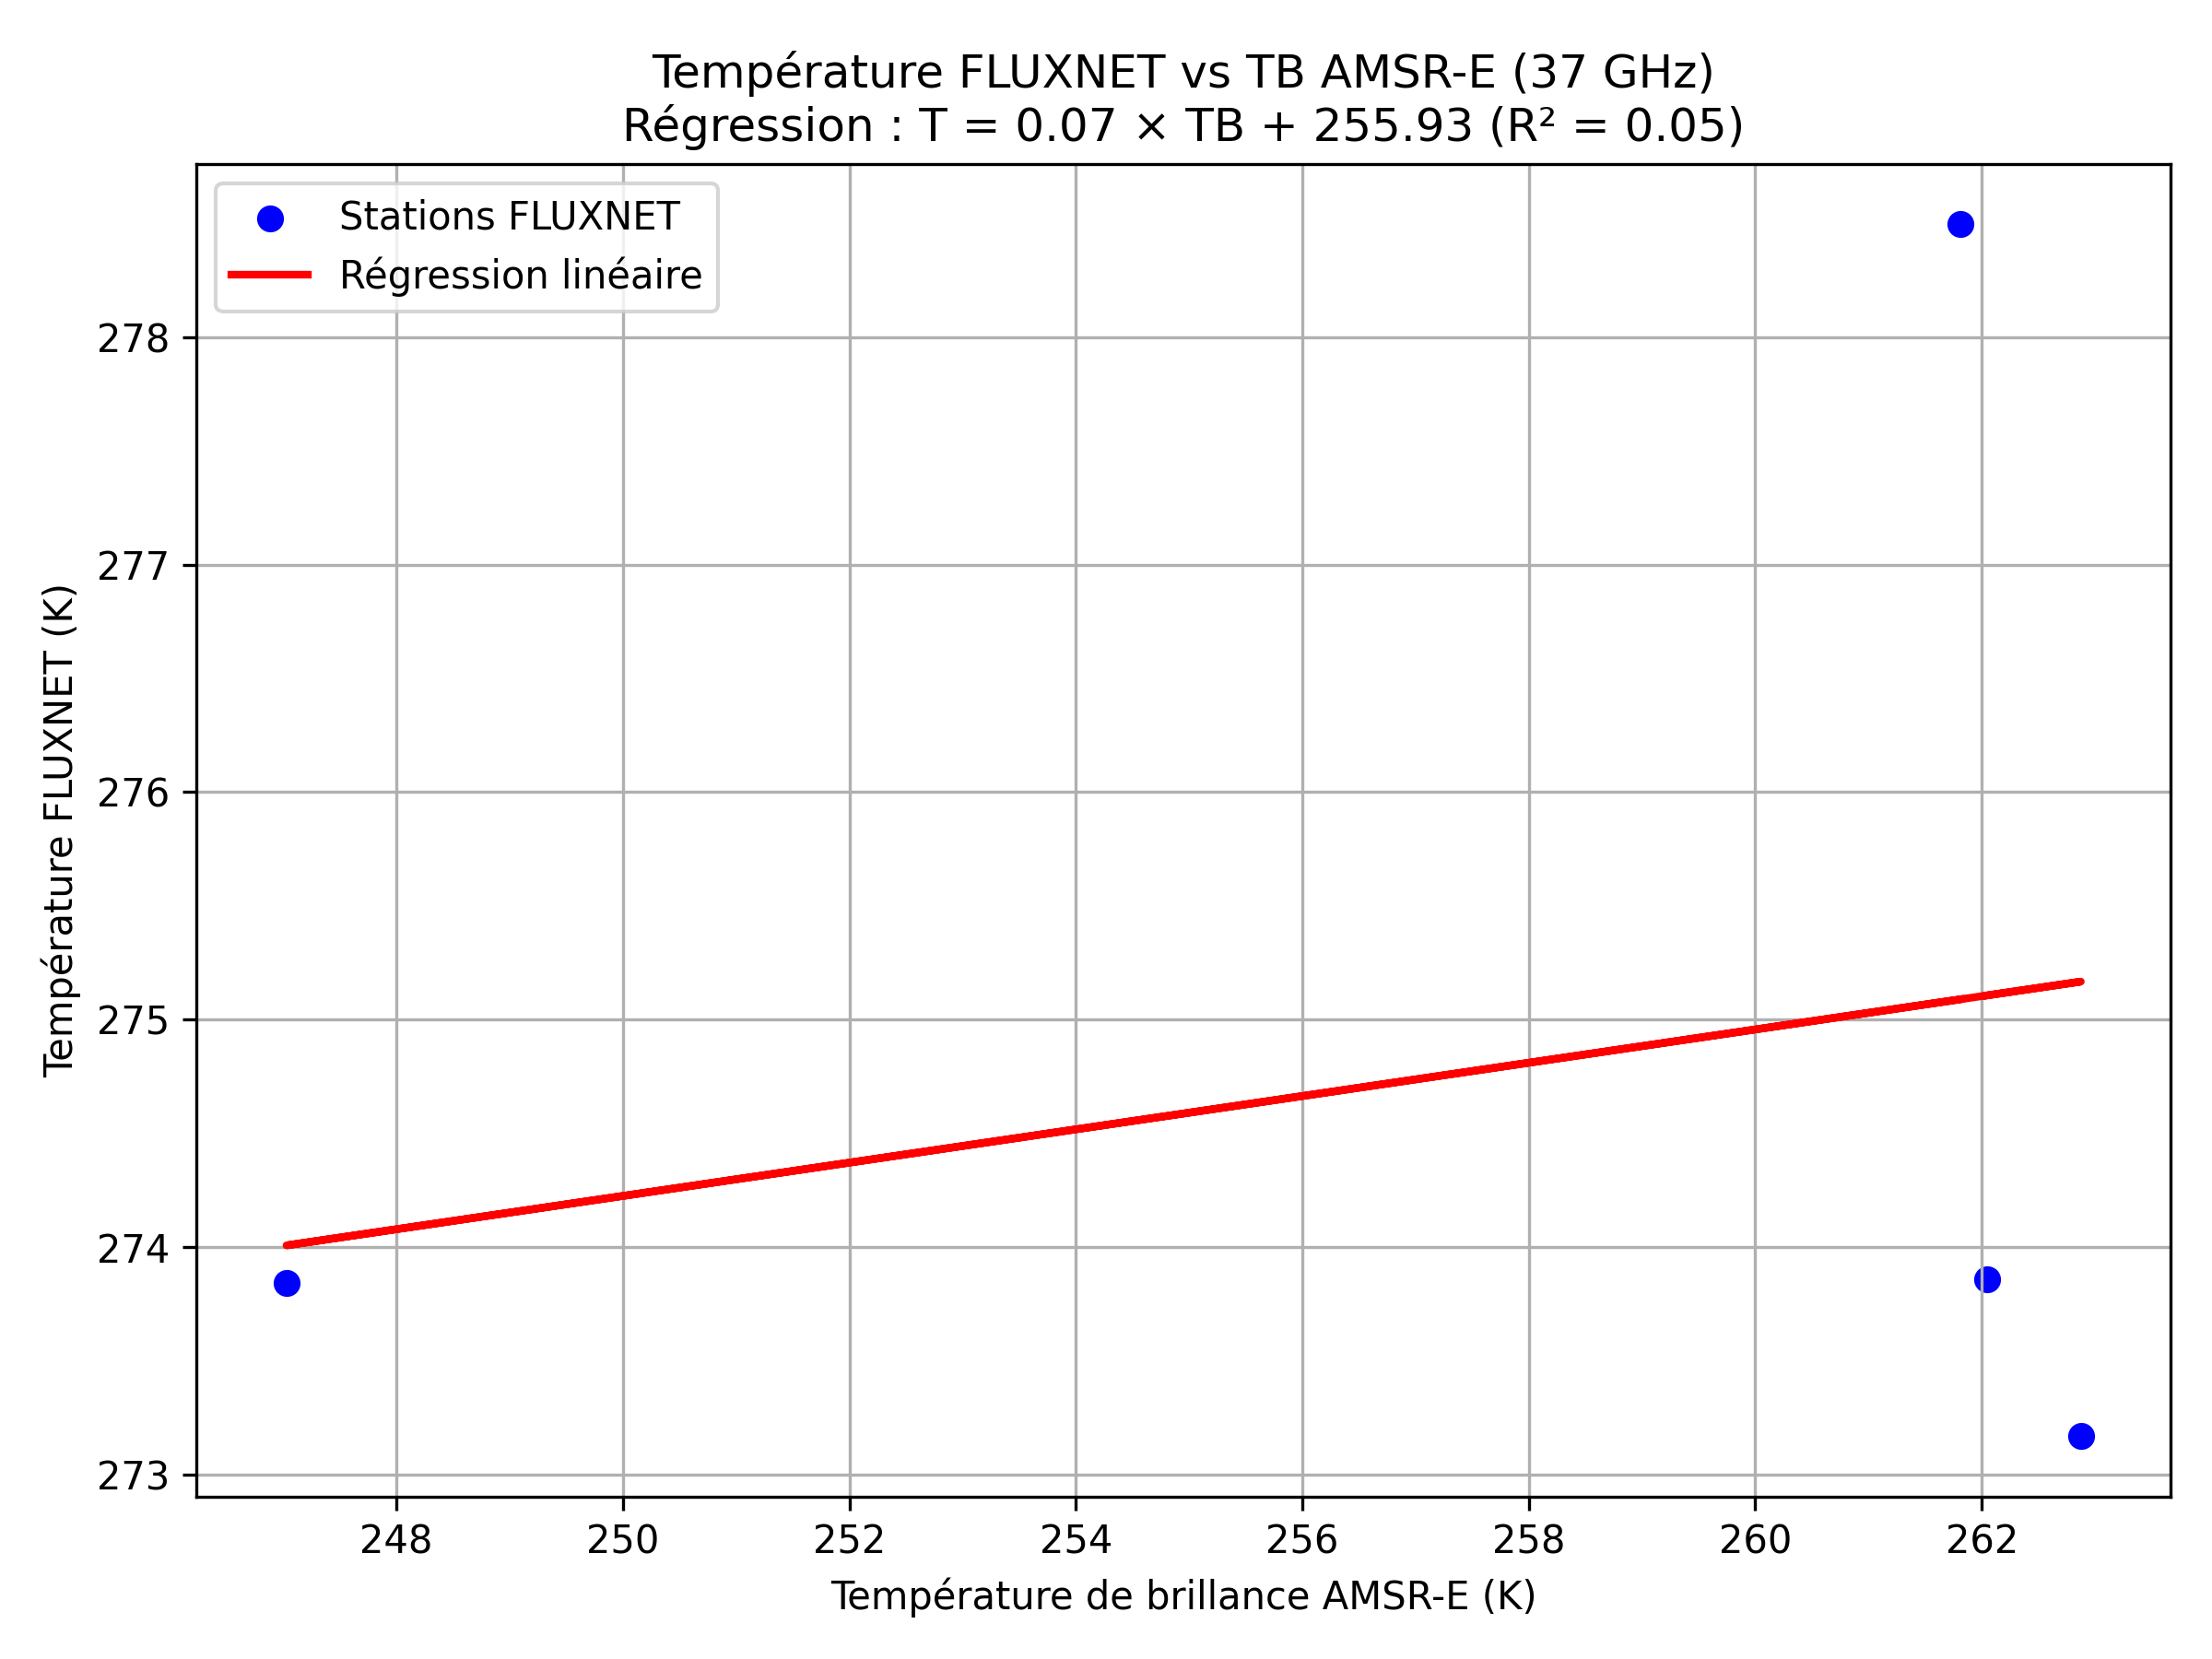 Température FLUXNET vs TB AMSR-E (37 GHz)
Régression : T = 0.07 × TB + 255.93 (R² = 0.05)
Stations FLUXNET
Régression linéaire
278
277
276
275
274
273
Température FLUXNET (K)
248 250 252 254 256 258 260 262
Température de brillance AMSR-E (K)